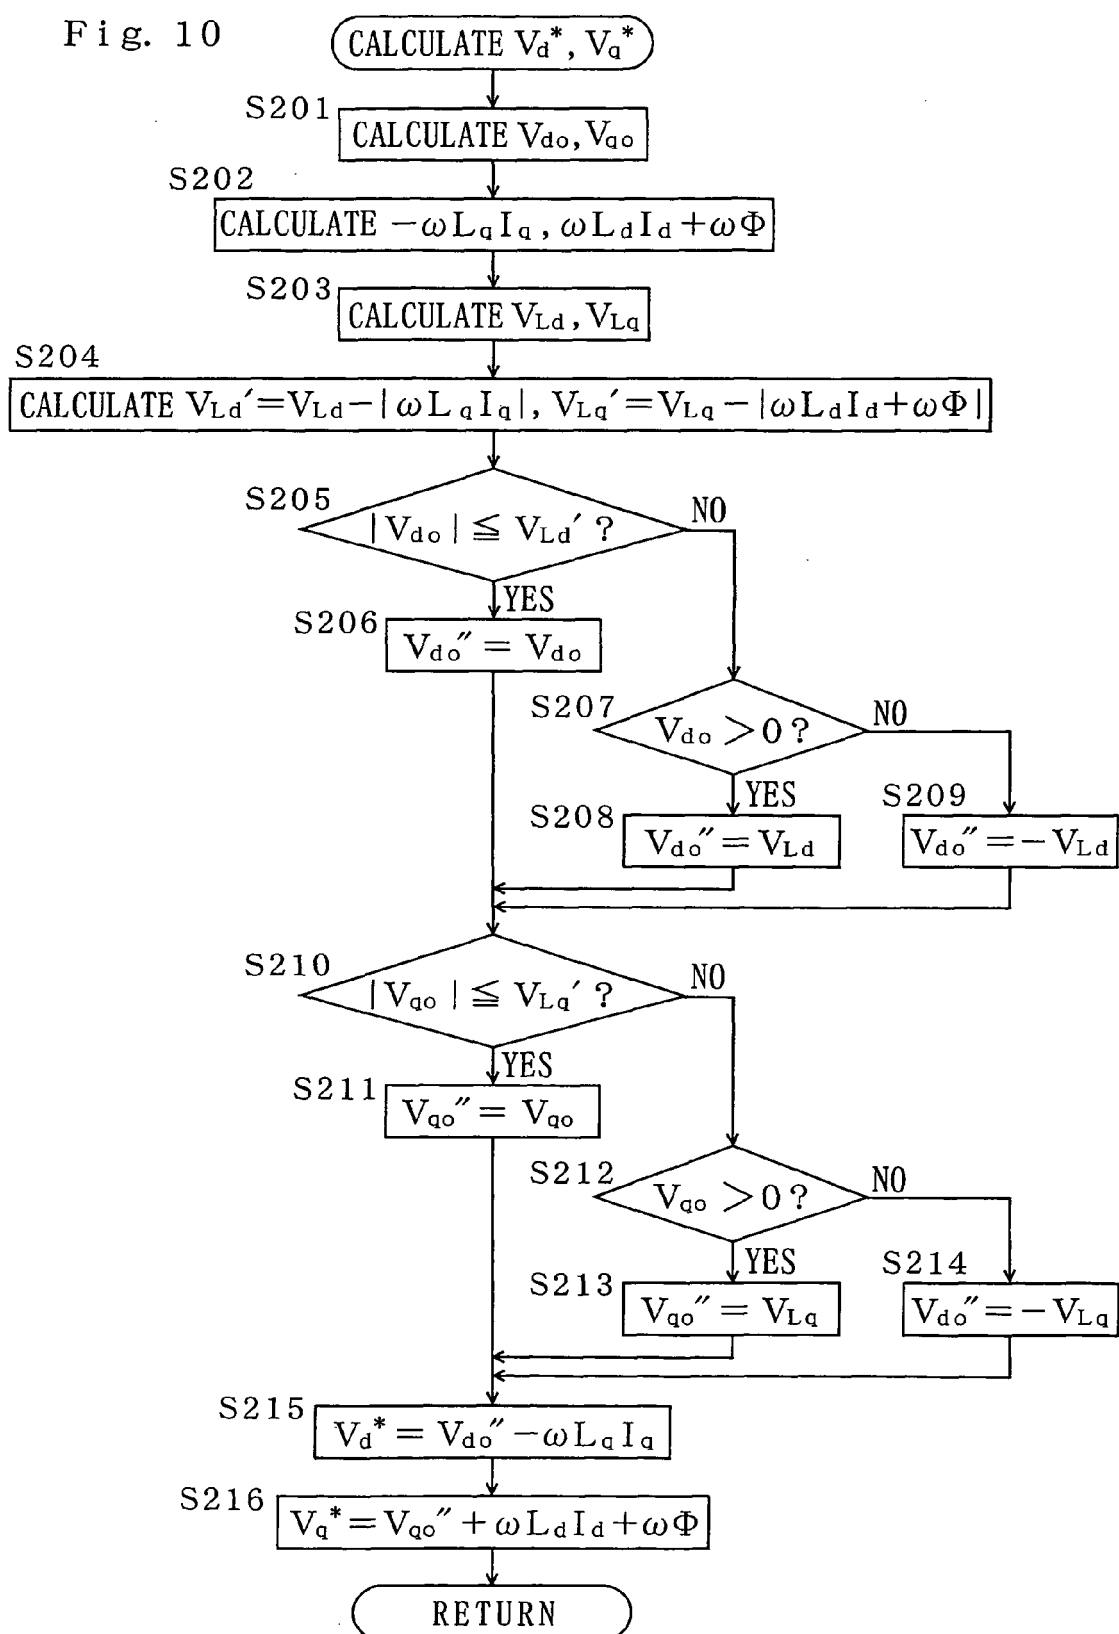 Fig. 10
CALCULATE Vd*, Vq*
S201
CALCULATE Vdo, Vqo
S202
CALCULATE −ωLqIq, ωLdId+ωΦ
S203
CALCULATE VLd, VLq
S204
CALCULATE VLd′=VLd−|ωLqIq|, VLq′=VLq−|ωLdId+ωΦ|
S205
|Vdo| ≦ VLd′?
NO
YES
S206
Vdo″ = Vdo
S207
Vdo >0?
NO
YES
S208
Vdo″=VLd
S209
Vdo″=−VLd
S210
|Vqo| ≦ VLq′?
NO
YES
S211
Vqo″ = Vqo
S212
Vqo >0?
NO
YES
S213
Vqo″ = VLq
S214
Vdo″=−VLq
S215
Vd* = Vdo″ −ωLqIq
S216
Vq*=Vqo″ + ωLdId+ωΦ
RETURN